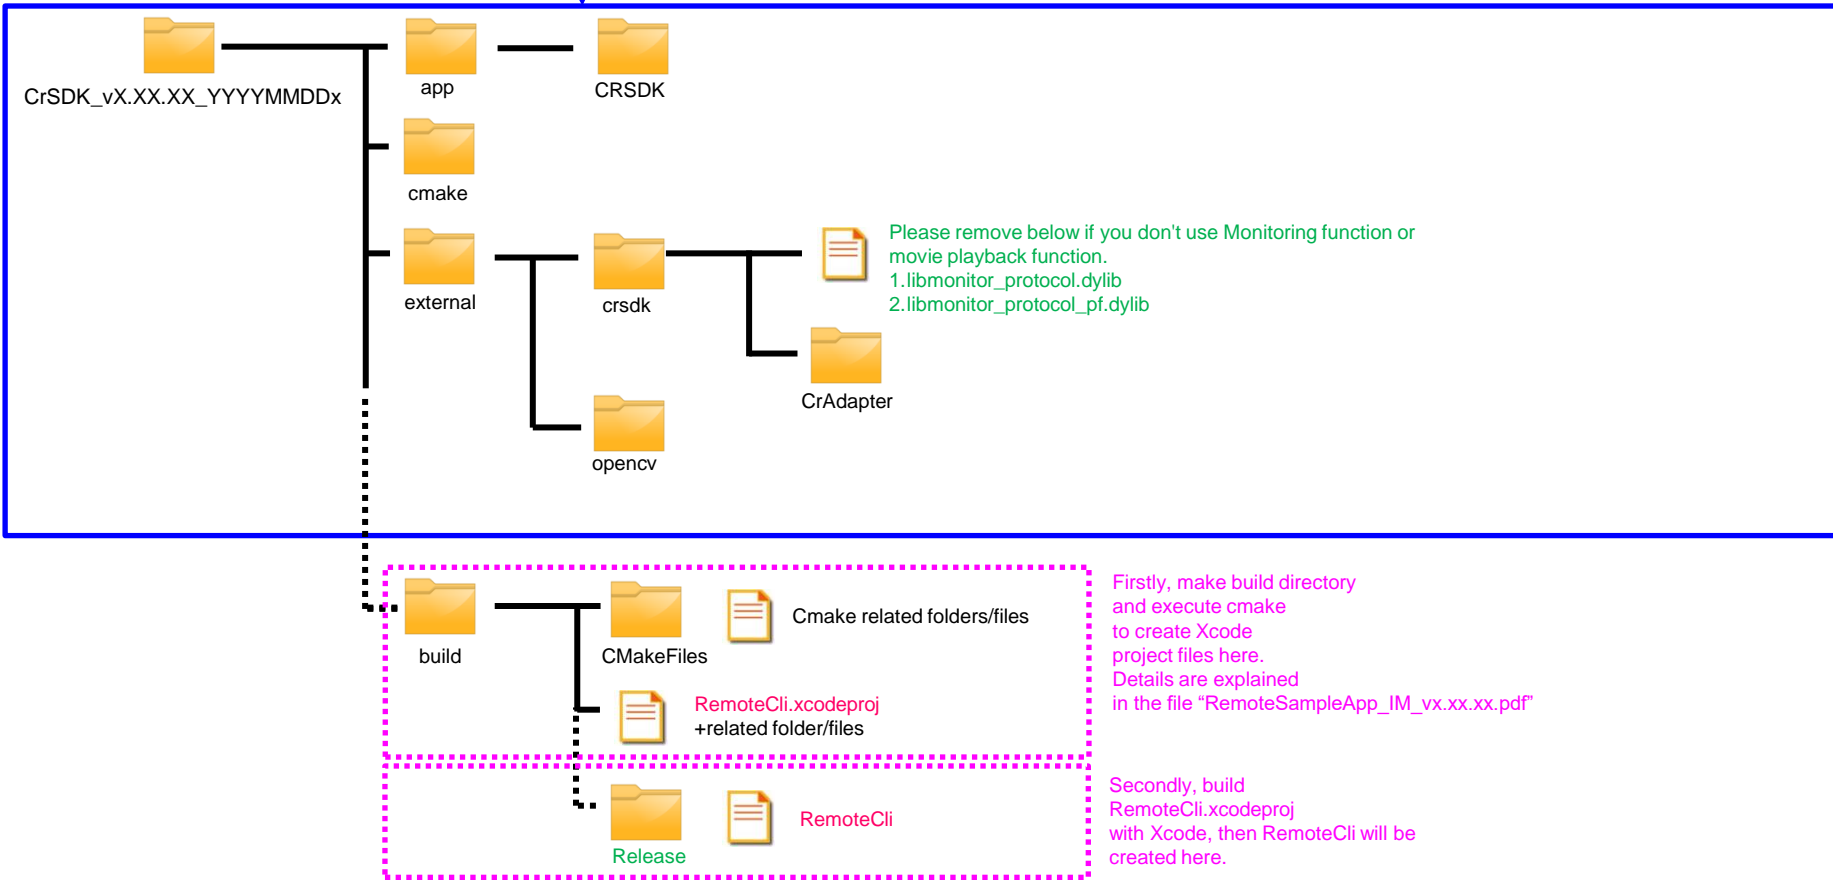 CrSDK_vX.XX.XX_YYYYMMDDx
app
CRSDK
cmake
external
crsdk
Please remove below if you don't use Monitoring function or
movie playback function.
1.libmonitor_protocol.dylib
2.libmonitor_protocol_pf.dylib
CrAdapter
opencv
build
CMakeFiles
Cmake related folders/files
RemoteCli.xcodeproj
+related folder/files
Firstly, make build directory
and execute cmake
to create Xcode
project files here.
Details are explained
in the file “RemoteSampleApp_IM_vx.xx.xx.pdf”
Release
RemoteCli
Secondly, build
RemoteCli.xcodeproj
with Xcode, then RemoteCli will be
created here.